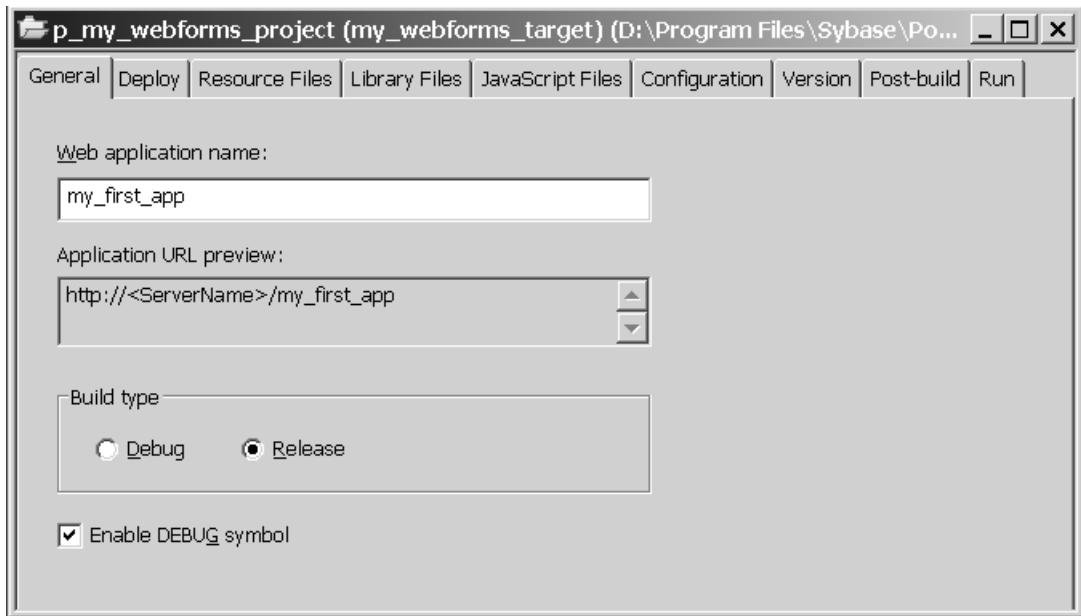 p_my_webforms_project (my_webforms_target) (D:\Program Files\Sybase\Po...
General Deploy Resource Files Library Files JavaScript Files Configuration Version Post-build Run
Web application name:
my_first_app
Application URL preview:
http://<ServerName>/my_first_app
Build type
Debug Release
Enable DEBUG symbol